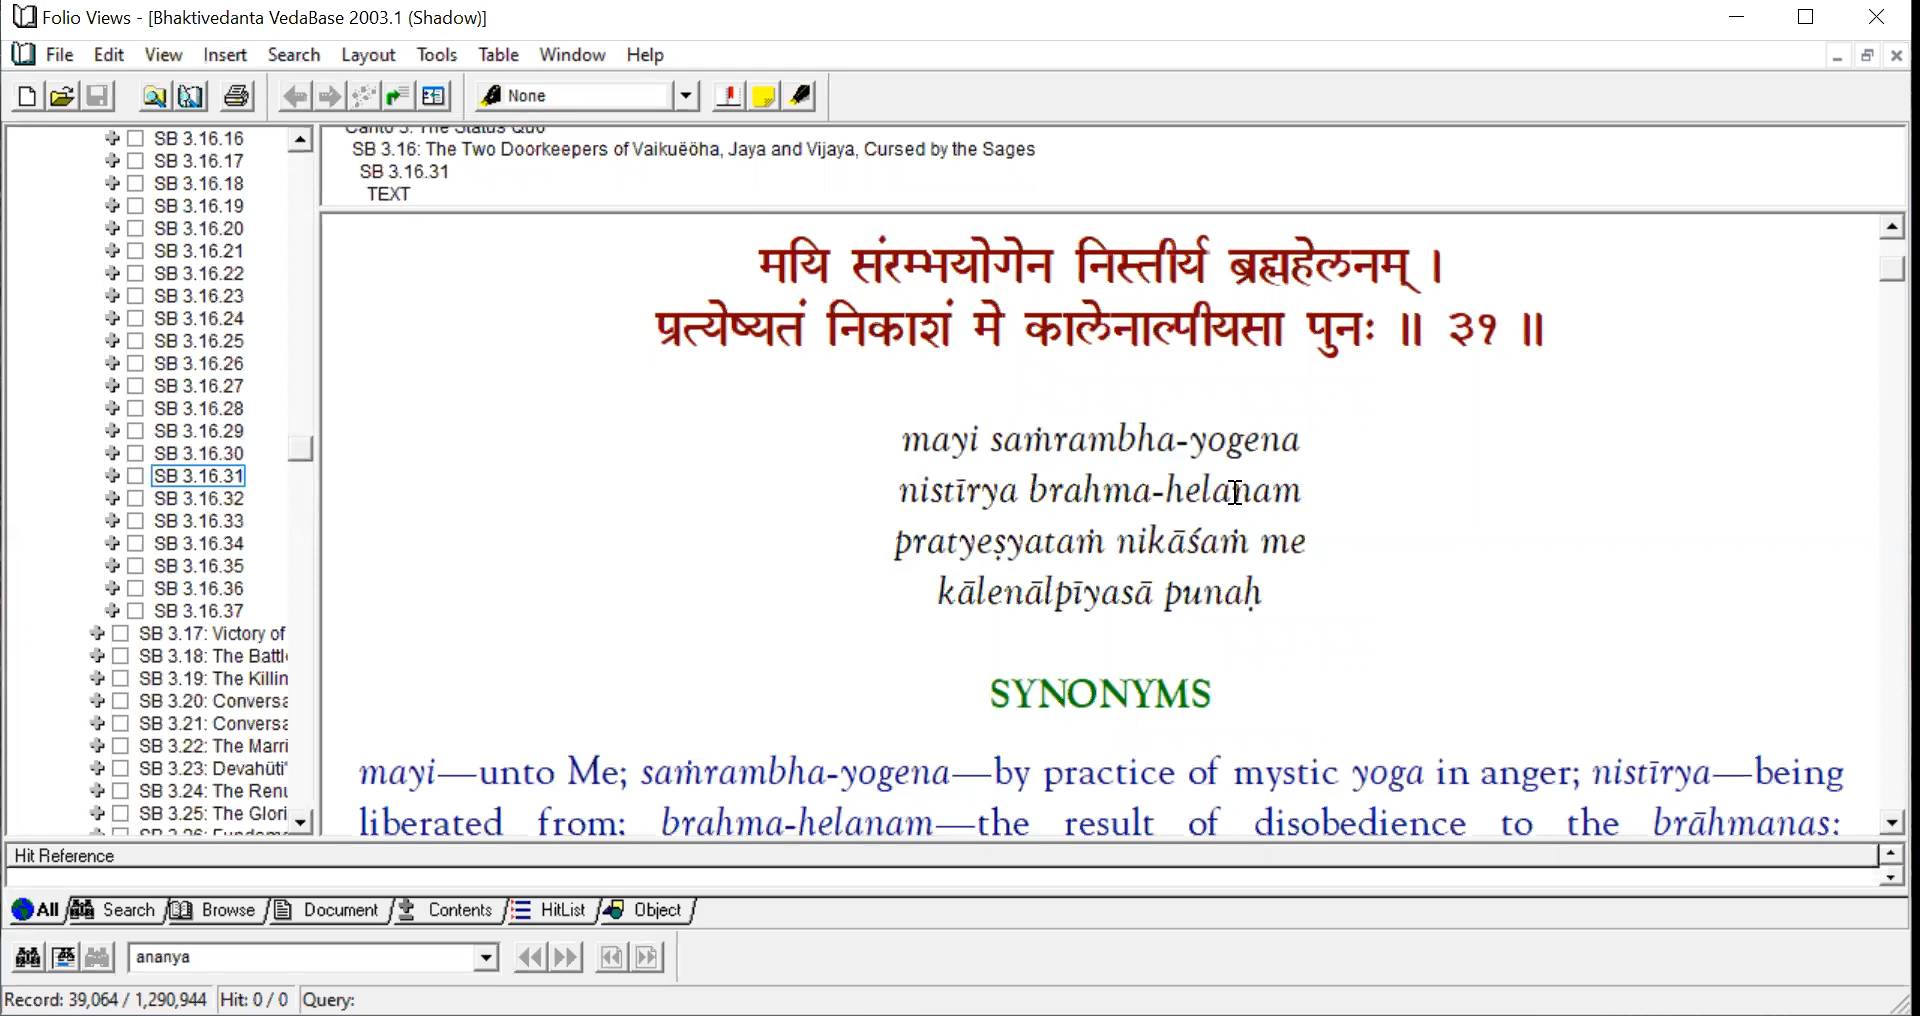 Folio Views - [Bhaktivedanta VedaBase 2003.1 (Shadow)]
File Edit View Insert Search Layout Tools Table Window Help
None
SB 3.16.16
SB 3.16.17
SB 3.16.18
SB 3.16.19
SB 3.16.20
SB 3.16.21
SB 3.16.22
SB 3.16.23
SB 3.16.24
SB 3.16.25
SB 3.16.26
SB 3.16.27
SB 3.16.28
SB 3.16.29
SB 3.16.30
SB 3.16.31
SB 3.16.32
SB 3.16.33
SB 3.16.34
SB 3.16.35
SB 3.16.36
SB 3.16.37
SB 3.17: Victory of
SB 3.18: The Battl
SB 3.19: The Killin
SB 3.20: Convers
SB 3.21: Convers
SB 3.22: The Marri
SB 3.23: Devahüti'
SB 3.24: The Ren
SB 3.25: The Glori
Canto 3: The Status Quo
SB 3.16: The Two Doorkeepers of Vaikuëöha, Jaya and Vijaya, Cursed by the Sages
SB 3.16.31
TEXT
मयि संरम्भयोगेन निस्तीर्य ब्रह्महेलनम् ।
प्रत्येष्यतं निकाशं मे कालेनाल्पीयसा पुनः ॥ ३१ ॥
mayi saṁrambha-yogena
nistīrya brahma-helanam
pratyeṣyataṁ nikāśaṁ me
kālenālpīyasā punaḥ
SYNONYMS
mayi—unto Me; saṁrambha-yogena—by practice of mystic yoga in anger; nistīrya—being
liberated from; brahma-helanam—the result of disobedience to the brāhmaṇas;
Hit Reference
All Search Browse Document Contents HitList Object
ananya
Record: 39,064 / 1,290,944 Hit: 0 / 0 Query: